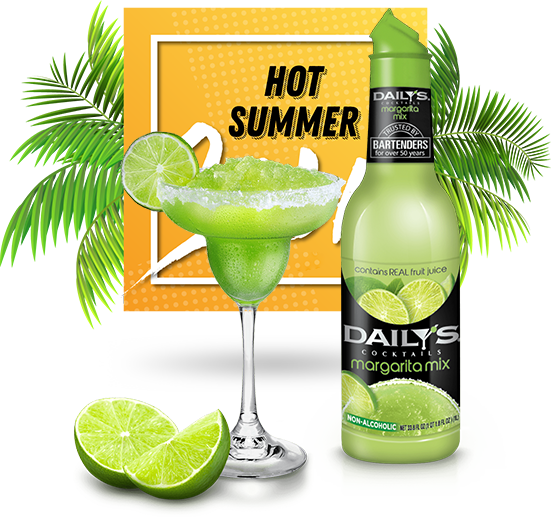 HOT
SUMMER
DAILY'S
COCKTAILS
margarita
mix
TRUSTED BY
BARTENDERS
for over 50 years
contains REAL fruit juice
DAILY'S
COCKTAILS
margarita mix
NON-ALCOHOLIC